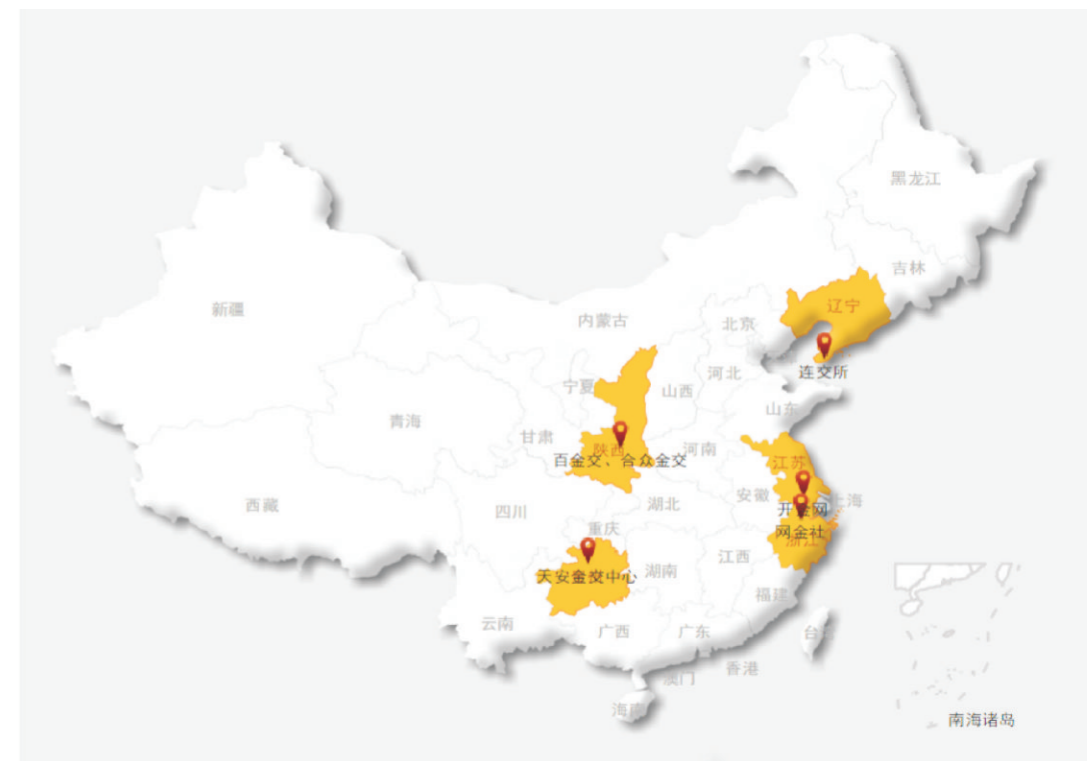 黑龙江
吉林
辽宁
新疆
内蒙古
北京
连交所
河北
宁夏
山西
山东
青海
甘肃
陕西
河南
江苏
百金交、合众金交
安徽
上海
西藏
四川
湖北
开金网
重庆
网金社
浙江
江西
天安金交中心
湖南
福建
云南
广西
广东
台
香港
澳门
海南
南海诸岛